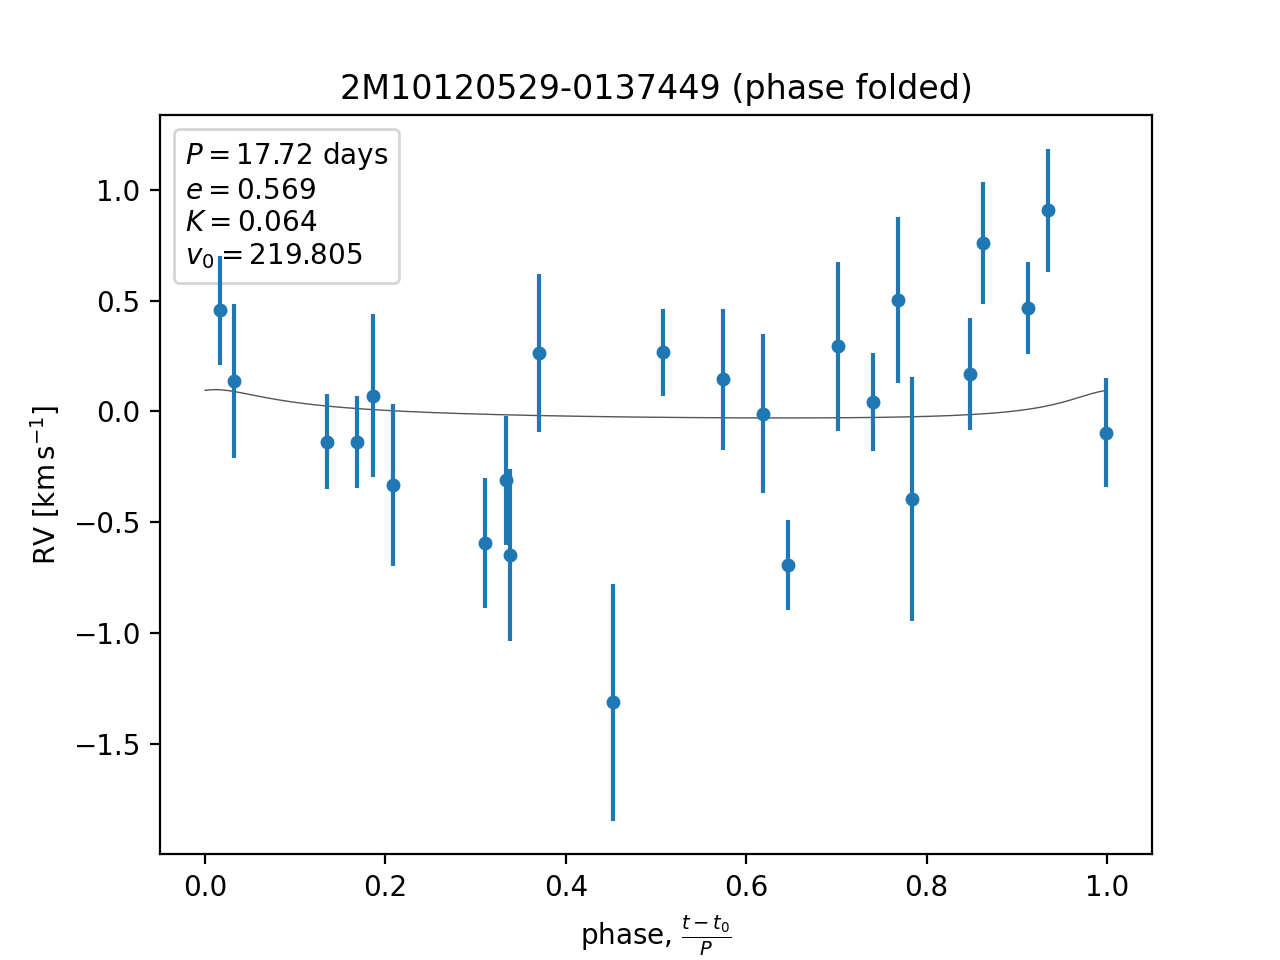 2M10120529-0137449 (phase folded)
P = 17.72 days
e = 0.569
K = 0.064
v₀ = 219.805
1.0
0.5
0.0
−0.5
−1.0
−1.5
RV [km s⁻¹]
0.0 0.2 0.4 0.6 0.8 1.0
phase, (t − t₀)/P